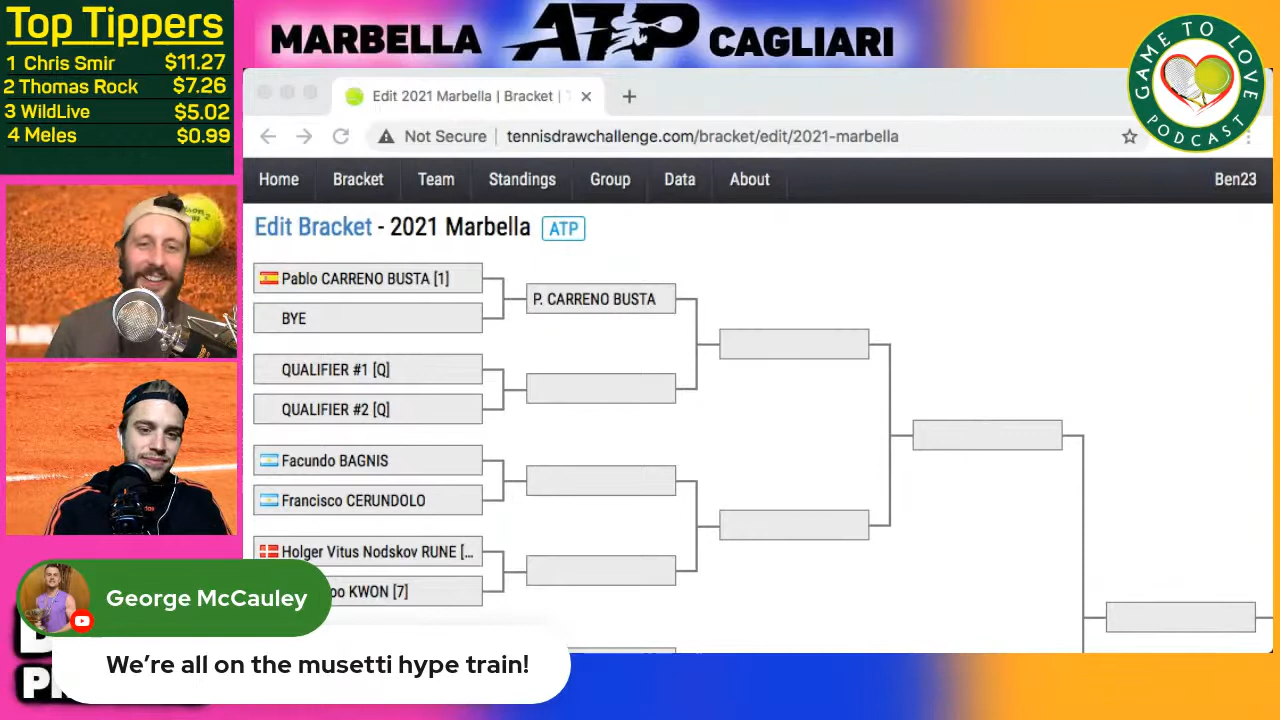 Top Tippers
1 Chris Smir $11.27
2 Thomas Rock $7.26
3 WildLive $5.02
4 Meles $0.99
MARBELLA ATP CAGLIARI
GAME TO LOVE
PODCAST
Edit 2021 Marbella | Bracket |
Not Secure tennisdrawchallenge.com/bracket/edit/2021-marbella
Home Bracket Team Standings Group Data About Ben23
Edit Bracket - 2021 Marbella ATP
Pablo CARRENO BUSTA [1]
P. CARRENO BUSTA
BYE
QUALIFIER #1 [Q]
QUALIFIER #2 [Q]
Facundo BAGNIS
Francisco CERUNDOLO
Holger Vitus Nodskov RUNE [...
KWON [7]
George McCauley
We’re all on the musetti hype train!